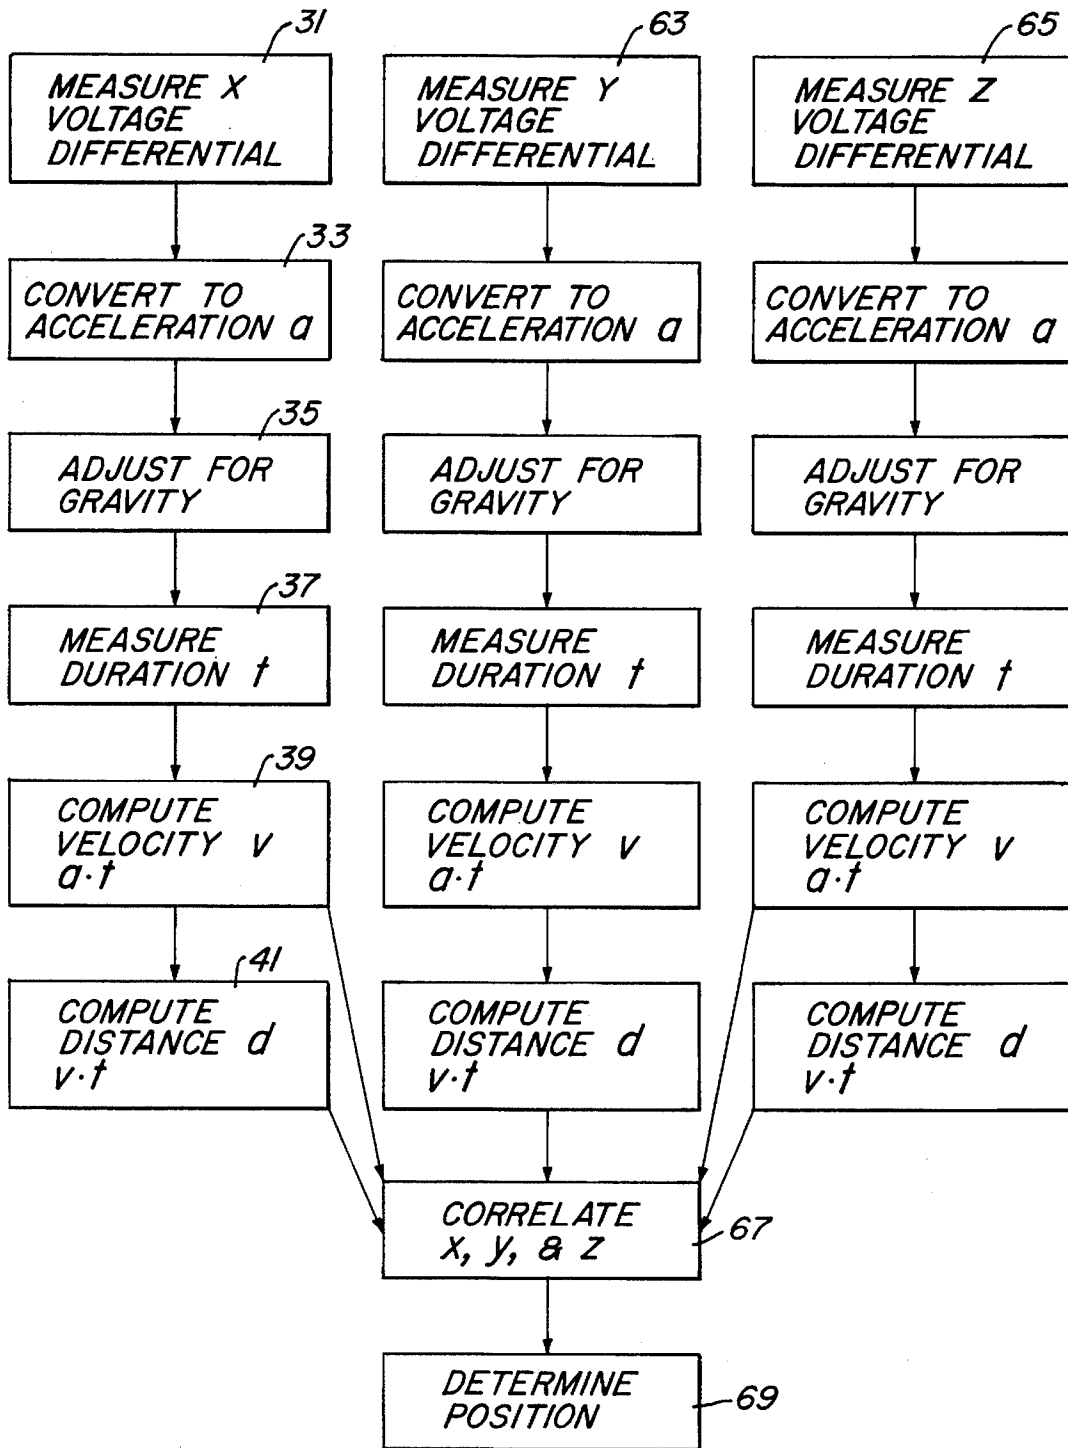 31
MEASURE X
VOLTAGE
DIFFERENTIAL
63
MEASURE Y
VOLTAGE
DIFFERENTIAL
65
MEASURE Z
VOLTAGE
DIFFERENTIAL
33
CONVERT TO
ACCELERATION a
CONVERT TO
ACCELERATION a
CONVERT TO
ACCELERATION a
35
ADJUST FOR
GRAVITY
ADJUST FOR
GRAVITY
ADJUST FOR
GRAVITY
37
MEASURE
DURATION t
MEASURE
DURATION t
MEASURE
DURATION t
39
COMPUTE
VELOCITY v
a·t
COMPUTE
VELOCITY v
a·t
COMPUTE
VELOCITY v
a·t
41
COMPUTE
DISTANCE d
v·t
COMPUTE
DISTANCE d
v·t
COMPUTE
DISTANCE d
v·t
CORRELATE
x, y, & z
67
DETERMINE
POSITION
69